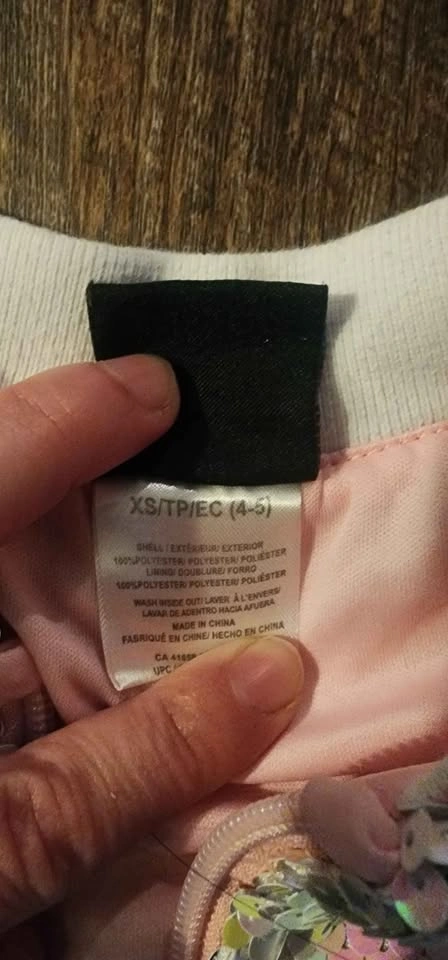 XS/TP/EC (4-5)
SHELL / EXTÉRIEUR/ EXTERIOR
100%POLYESTER/ POLYESTER/ POLIÉSTER
LINING/ DOUBLURE/ FORRO
100%POLYESTER/ POLYESTER/ POLIÉSTER
WASH INSIDE OUT/ LAVER À L'ENVERS/
LAVAR DE ADENTRO HACIA AFUERA
MADE IN CHINA
FABRIQUÉ EN CHINE/ HECHO EN CHINA
CA
UPC